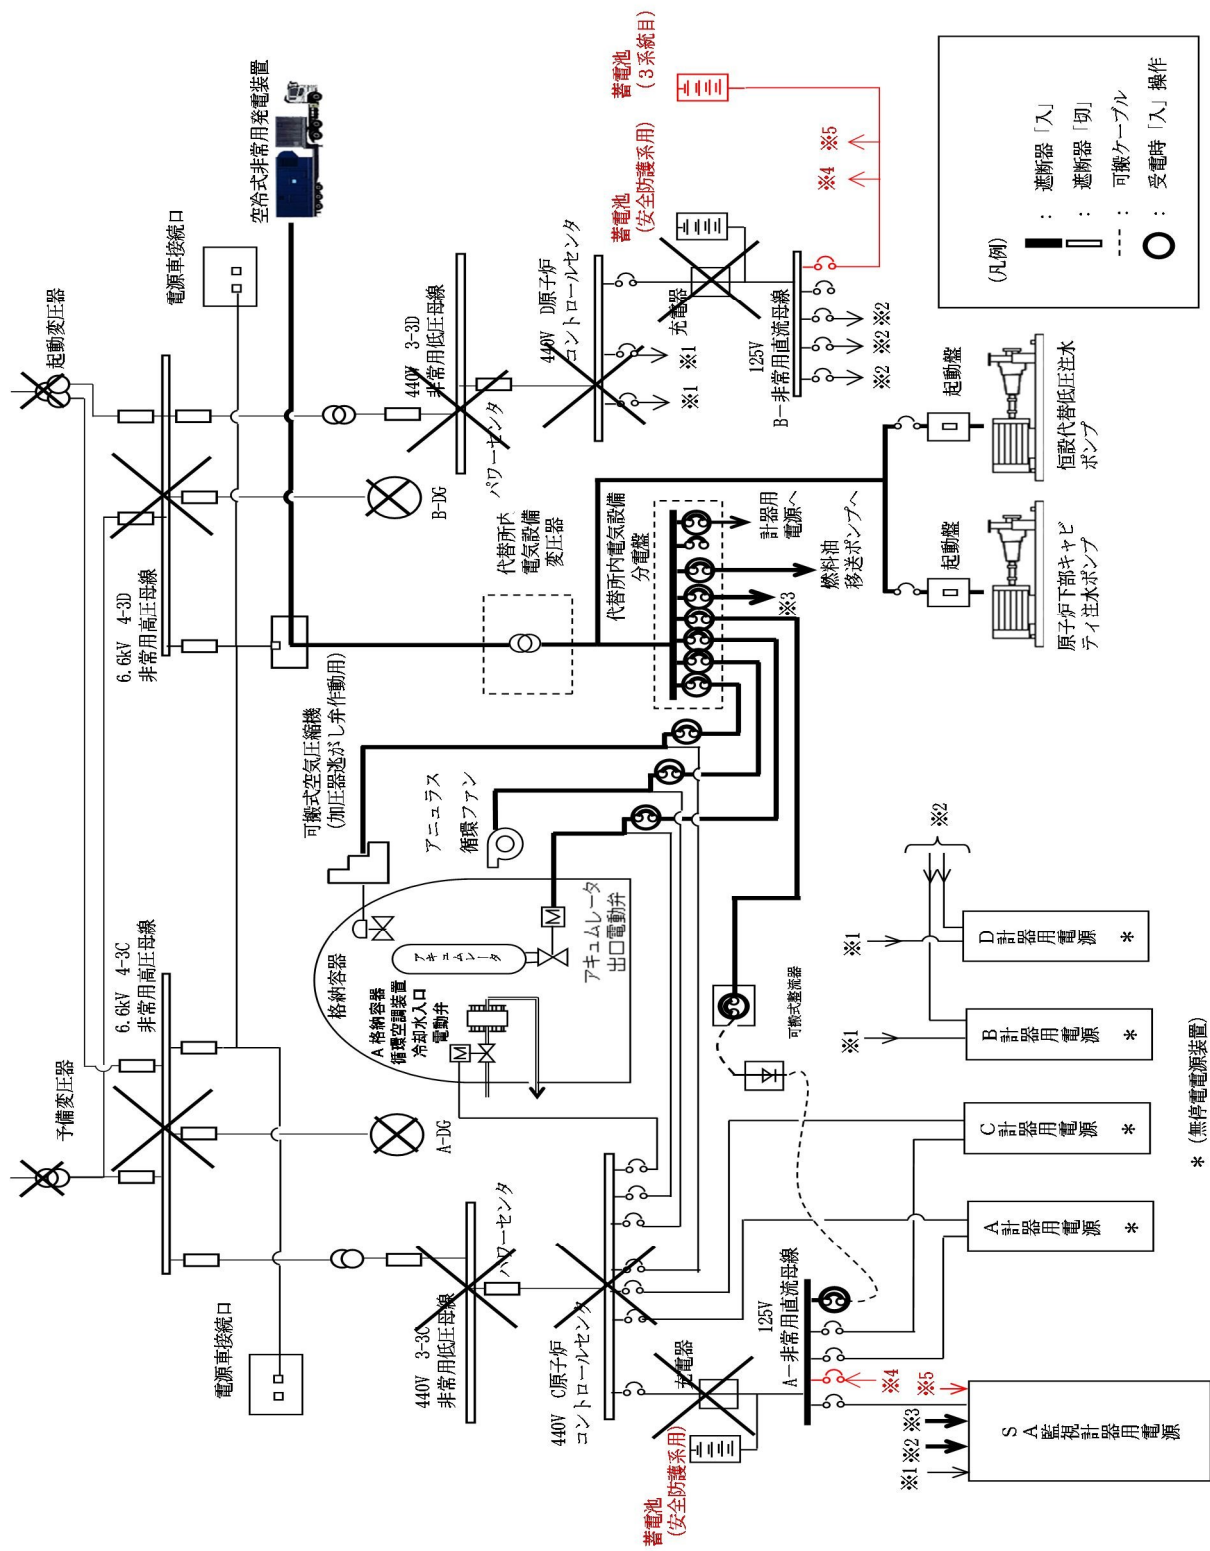 予備変圧器
起動変圧器
電源車接続口
電源車接続口
空冷式非常用発電装置
6.6kV 4-3C
非常用高圧母線
6.6kV 4-3D
非常用高圧母線
A-DG
B-DG
440V 3-3C
非常用低圧母線
パワーセンタ
440V 3-3D
非常用低圧母線
パワーセンタ
440V C原子炉
コントロールセンタ
440V D原子炉
コントロールセンタ
可搬式空気圧縮機
(加圧器逃がし弁作動用)
アニュラス
循環ファン
格納容器
A格納容器
循環空調装置
冷却水入口
電動弁
M
アキュムレータ
M
アキュムレータ
出口電動弁
代替所内
電気設備
変圧器
代替所内電気設備
分電盤
※3
燃料油
移送ポンプへ
計器用
電源へ
※1
※1
充電器
蓄電池
(安全防護系用)
蓄電池
(3系統目)
125V
B－非常用直流母線
※2
※2
※2
※4
※5
蓄電池
(安全防護系用)
充電器
125V
A－非常用直流母線
※4
可搬式整流器
起動盤
原子炉下部キャビ
ティ注水ポンプ
起動盤
恒設代替低圧注水
ポンプ
※1
※2
※3
※5
SA監視計器用電源
A計器用電源
*
C計器用電源
*
※1
B計器用電源
*
※1
D計器用電源
*
※2
* (無停電電源装置)
(凡例)
： 遮断器「入」
： 遮断器「切」
： 可搬ケーブル
： 受電時「入」操作